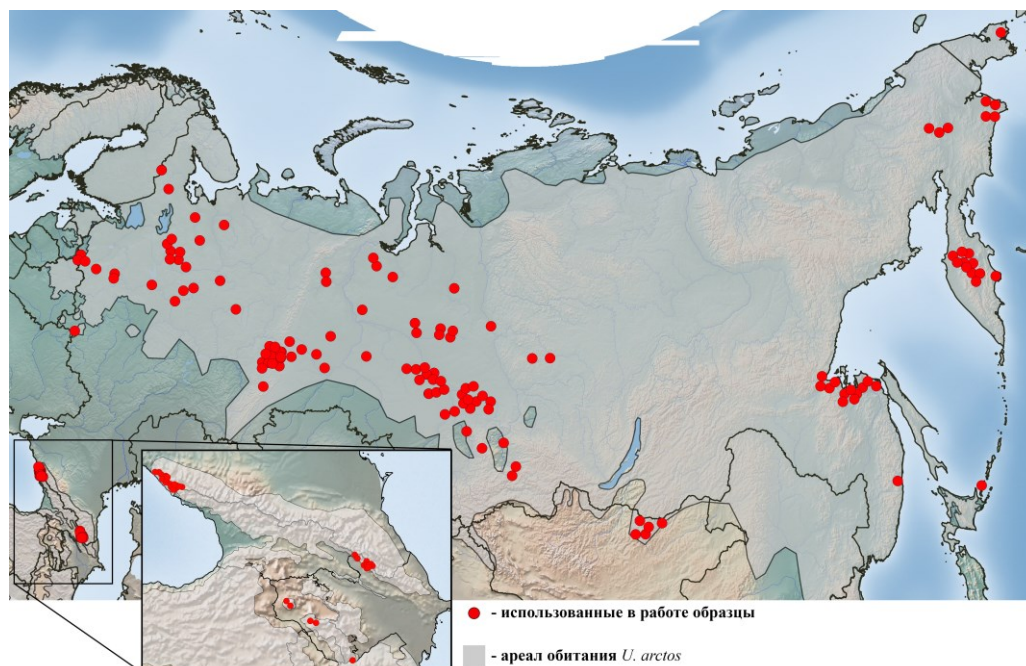 - использованные в работе образцы
- ареал обитания U. arctos